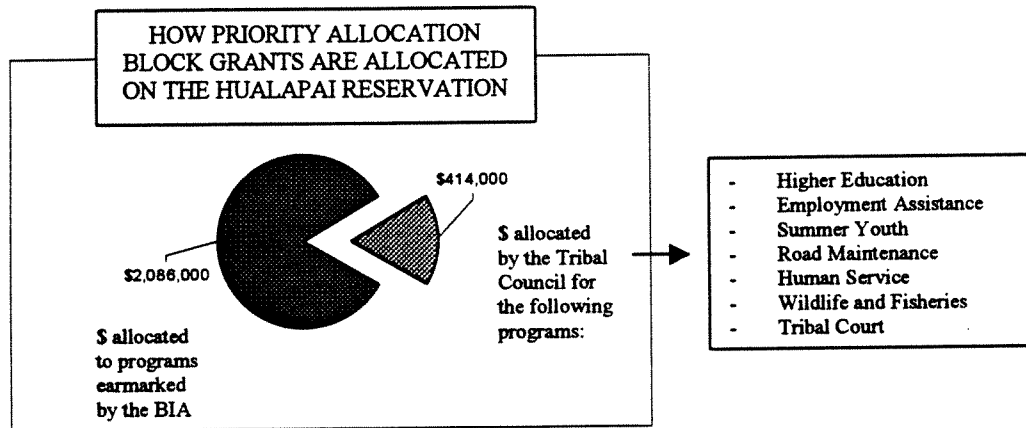 HOW PRIORITY ALLOCATION
BLOCK GRANTS ARE ALLOCATED
ON THE HUALAPAI RESERVATION
$414,000
$2,086,000
$ allocated
by the Tribal
Council for
the following
programs:
$ allocated
to programs
earmarked
by the BIA
- Higher Education
- Employment Assistance
- Summer Youth
- Road Maintenance
- Human Service
- Wildlife and Fisheries
- Tribal Court